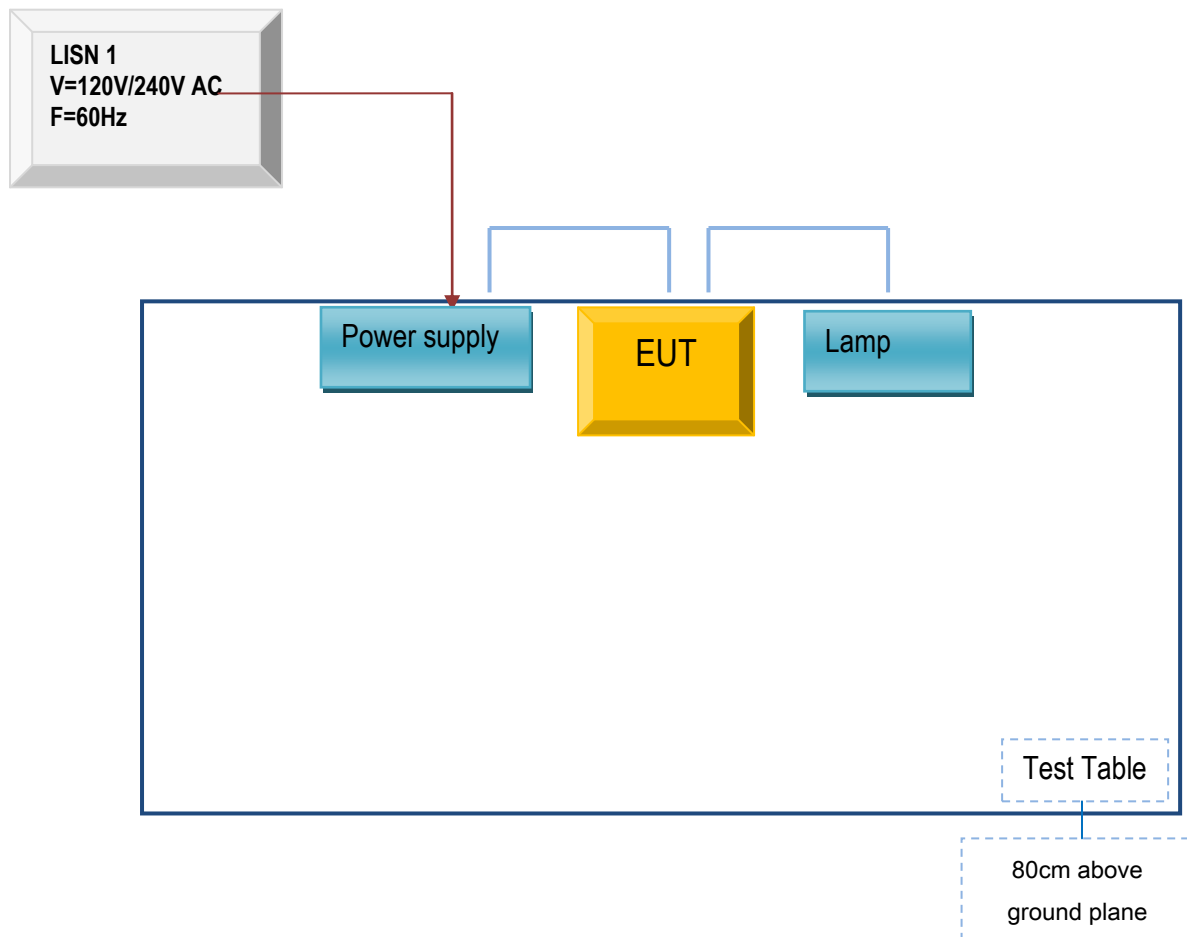 LISN 1
V=120V/240V AC
F=60Hz
Power supply
EUT
Lamp
Test Table
80cm above
ground plane